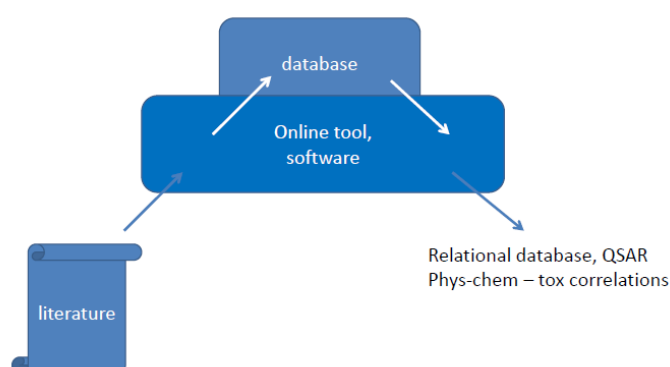 database
Online tool,
software
literature
Relational database, QSAR
Phys-chem – tox correlations